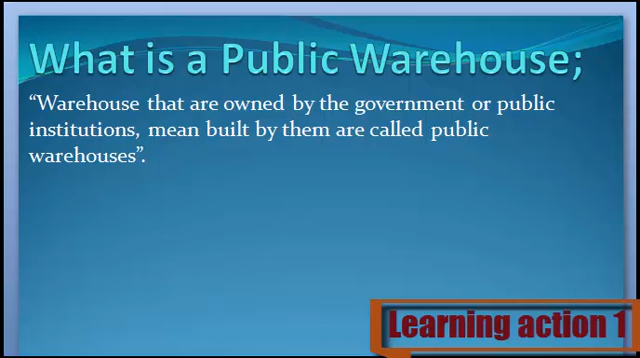 What is a Public Warehouse;
“Warehouse that are owned by the government or public
institutions, mean built by them are called public
warehouses”.
Learning action 1